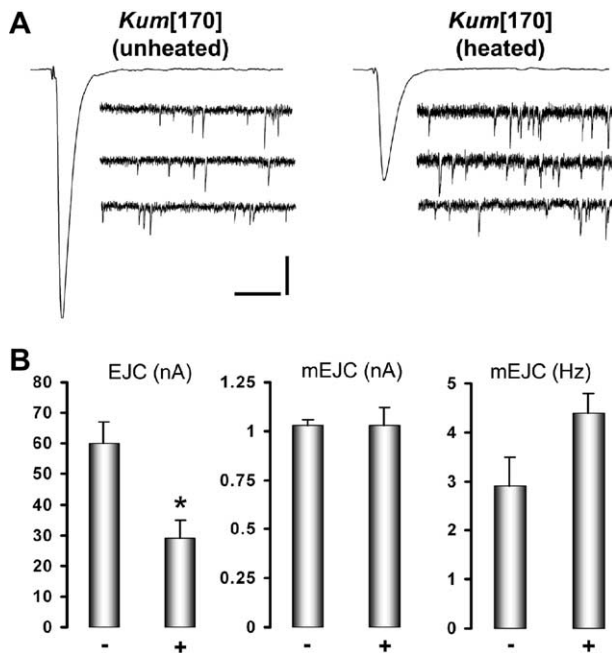 A
Kum[170]
(unheated)
Kum[170]
(heated)
B
EJC (nA)
80
70
60
50
40
30
20
10
0
*
- +
mEJC (nA)
1.25
1
0.75
0.5
0.25
0
- +
mEJC (Hz)
5
4
3
2
1
0
- +